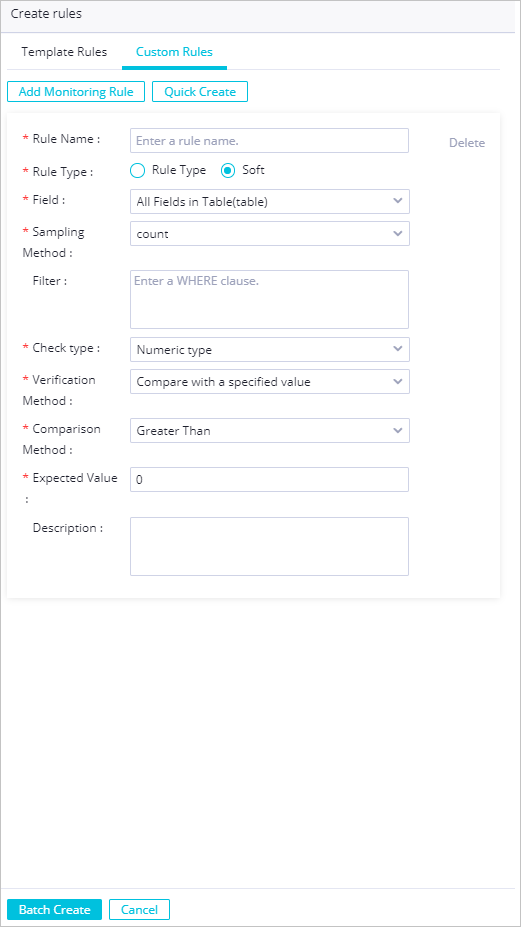 Create rules
Template Rules Custom Rules
Add Monitoring Rule Quick Create
* Rule Name : Enter a rule name. Delete
* Rule Type : Rule Type Soft
* Field : All Fields in Table(table)
* Sampling
Method :
count
Filter : Enter a WHERE clause.
* Check type : Numeric type
* Verification
Method :
Compare with a specified value
* Comparison
Method :
Greater Than
* Expected Value
:
0
Description :
Batch Create Cancel